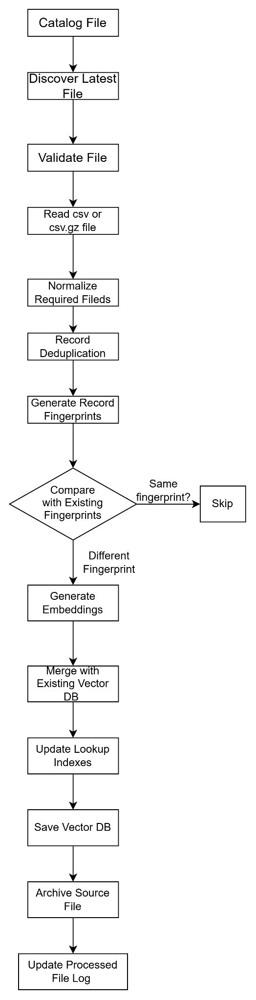 Catalog File
Discover Latest
File
Validate File
Read csv or
csv.gz file
Normalize
Required Fileds
Record
Deduplication
Generate Record
Fingerprints
Compare
with Existing
Fingerprints
Same
fingerprint?
Skip
Different
Fingerprint
Generate
Embeddings
Merge with
Existing Vector
DB
Update Lookup
Indexes
Save Vector DB
Archive Source
File
Update Processed
File Log